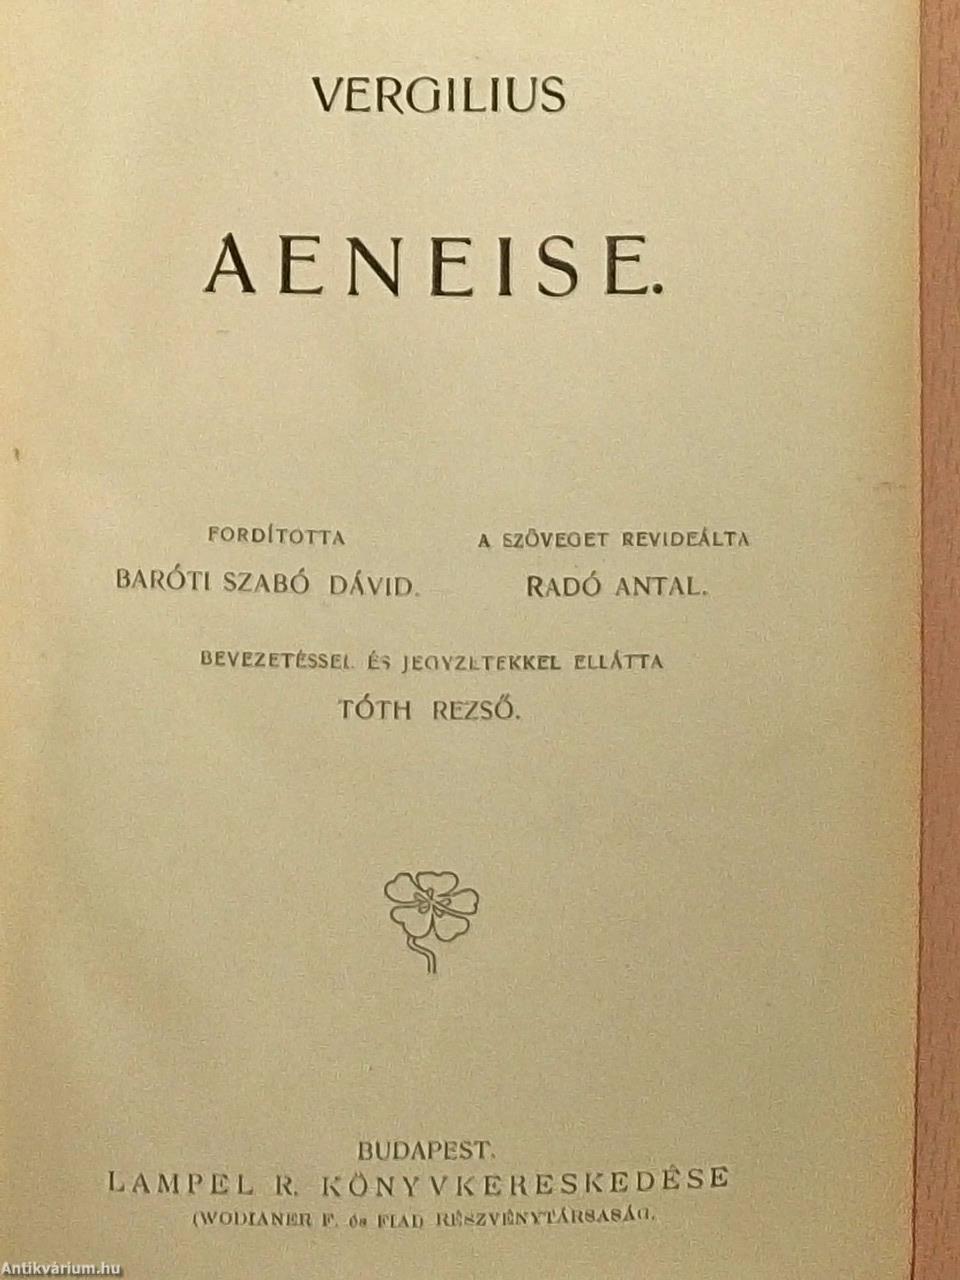 VERGILIUS
AENEISE.
FORDÍTOTTA
BARÓTI SZABÓ DÁVID.
A SZÖVEGET REVIDEÁLTA
RADÓ ANTAL.
BEVEZETÉSSEL ÉS JEGYZETEKKEL ELLÁTTA
TÓTH REZSŐ.
BUDAPEST.
LAMPEL R. KÖNYVKERESKEDÉSE
(WODIANER F. és FIAI) RÉSZVÉNYTÁRSASÁG.
Antikvárium.hu